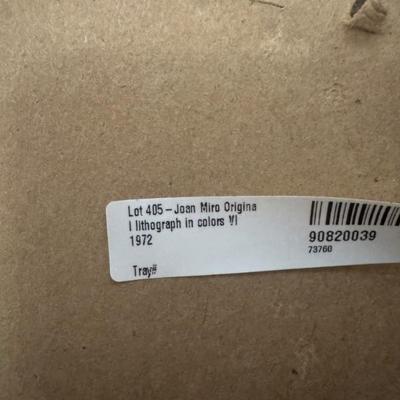 Lot 405-Joan Miro Origina
l lithograph in colors VI
1972
Tray#
90820039
73760